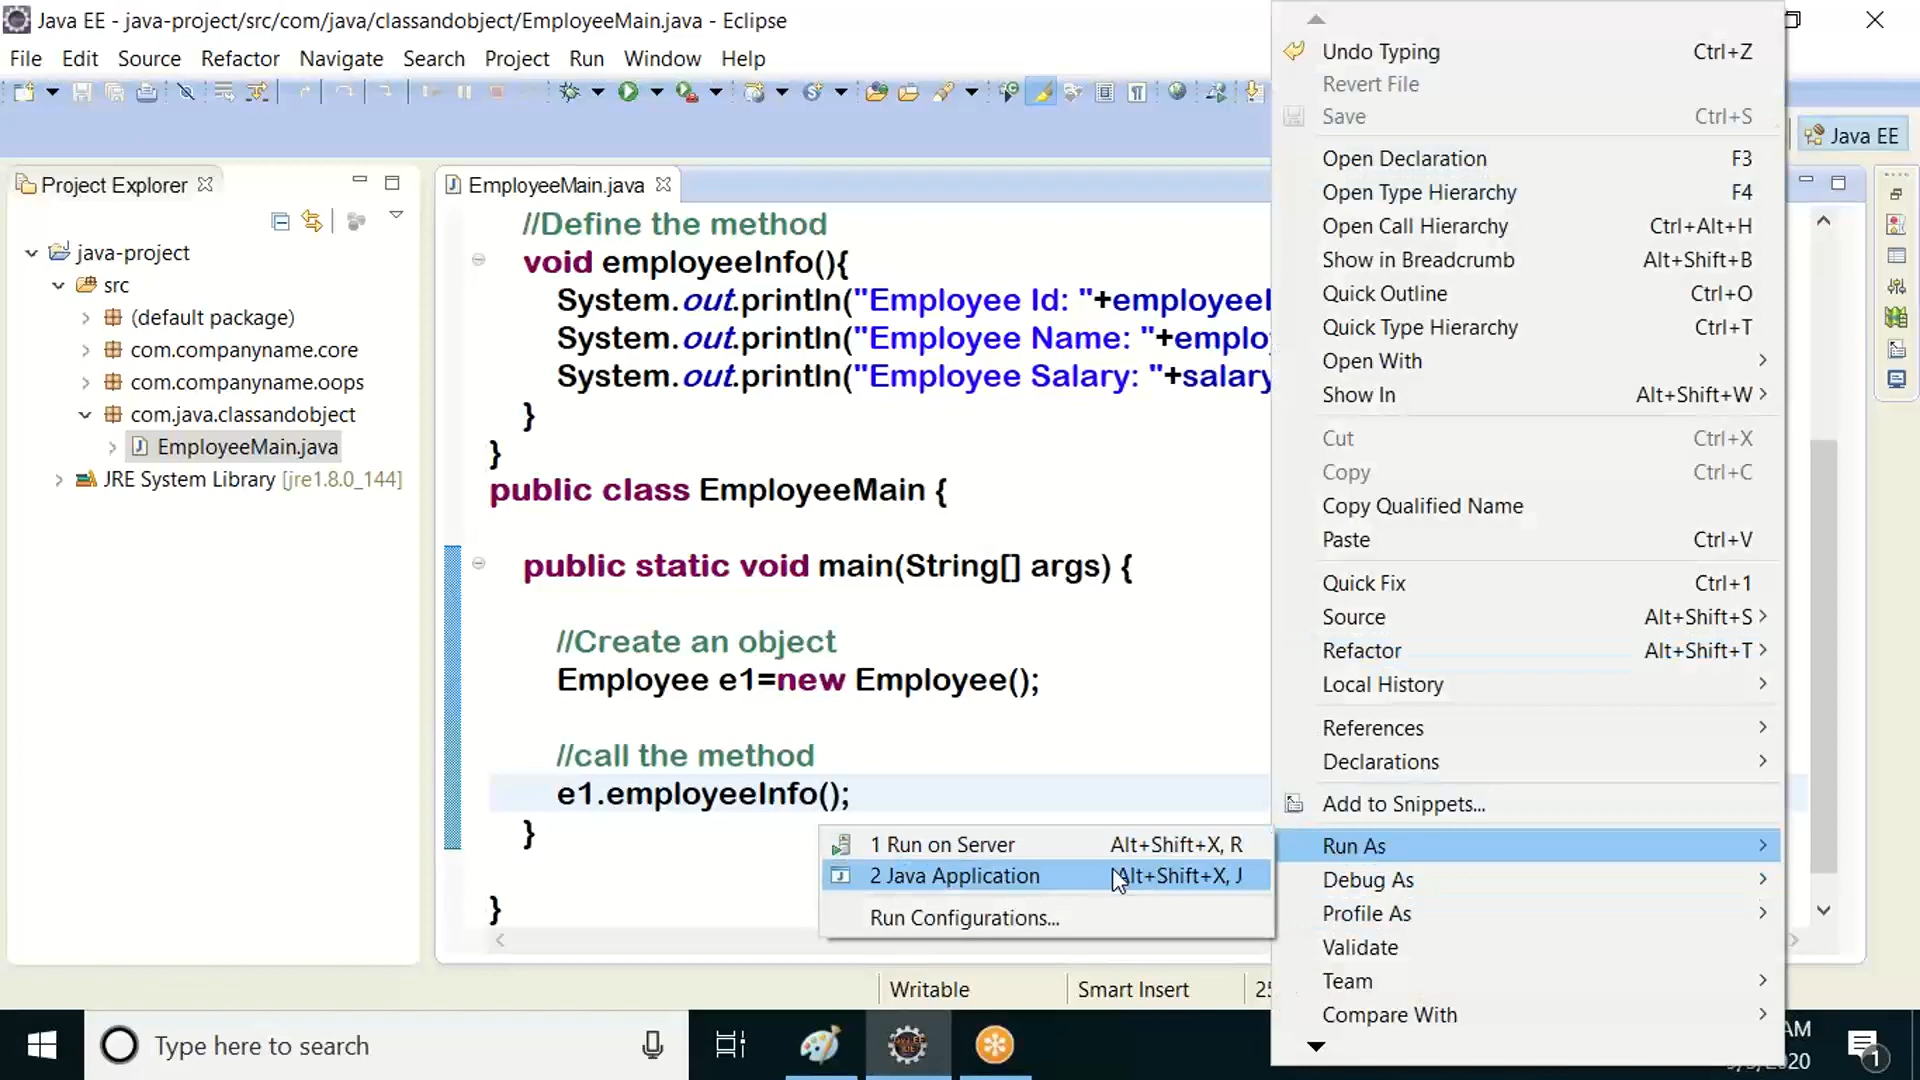 Java EE - java-project/src/com/java/classandobject/EmployeeMain.java - Eclipse
File Edit Source Refactor Navigate Search Project Run Window Help
Java EE
Project Explorer
java-project
src
(default package)
com.companyname.core
com.companyname.oops
com.java.classandobject
EmployeeMain.java
JRE System Library [jre1.8.0_144]
EmployeeMain.java
//Define the method
void employeeInfo(){
System.out.println("Employee Id: "+employeeI
System.out.println("Employee Name: "+emplo
System.out.println("Employee Salary: "+salary
}
}
public class EmployeeMain {
public static void main(String[] args) {
//Create an object
Employee e1=new Employee();
//call the method
e1.employeeInfo();
}
}
1 Run on Server Alt+Shift+X, R
2 Java Application Alt+Shift+X, J
Run Configurations...
Undo Typing Ctrl+Z
Revert File
Save Ctrl+S
Open Declaration F3
Open Type Hierarchy F4
Open Call Hierarchy Ctrl+Alt+H
Show in Breadcrumb Alt+Shift+B
Quick Outline Ctrl+O
Quick Type Hierarchy Ctrl+T
Open With
Show In Alt+Shift+W
Cut Ctrl+X
Copy Ctrl+C
Copy Qualified Name
Paste Ctrl+V
Quick Fix Ctrl+1
Source Alt+Shift+S
Refactor Alt+Shift+T
Local History
References
Declarations
Add to Snippets...
Run As
Debug As
Profile As
Validate
Team
Compare With
Writable Smart Insert 25
Type here to search
AM
1